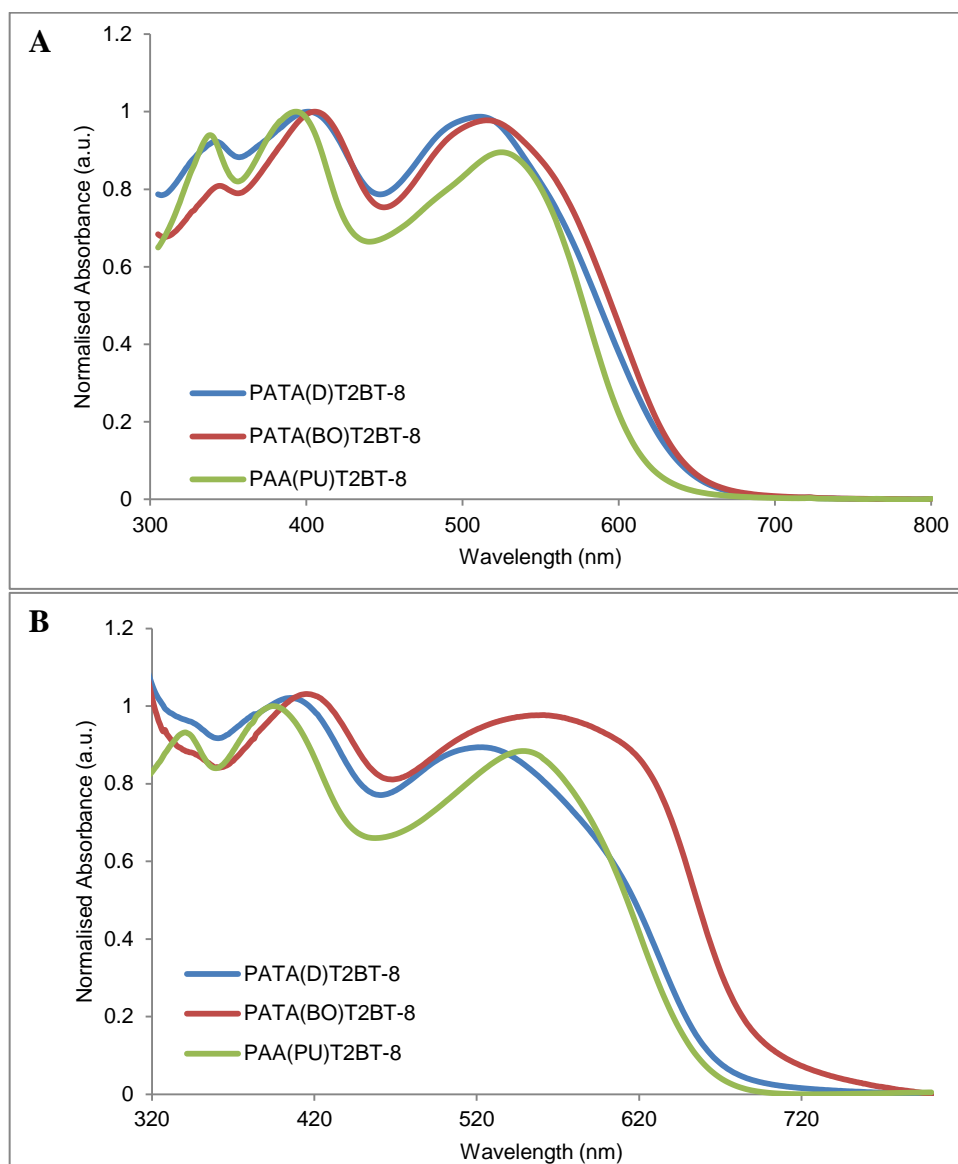 A
Normalised Absorbance (a.u.)
1.2
1
0.8
0.6
0.4
0.2
0
PATA(D)T2BT-8
PATA(BO)T2BT-8
PAA(PU)T2BT-8
300 400 500 600 700 800
Wavelength (nm)
B
Normalised Absorbance (a.u.)
1.2
1
0.8
0.6
0.4
0.2
0
PATA(D)T2BT-8
PATA(BO)T2BT-8
PAA(PU)T2BT-8
320 420 520 620 720
Wavelength (nm)